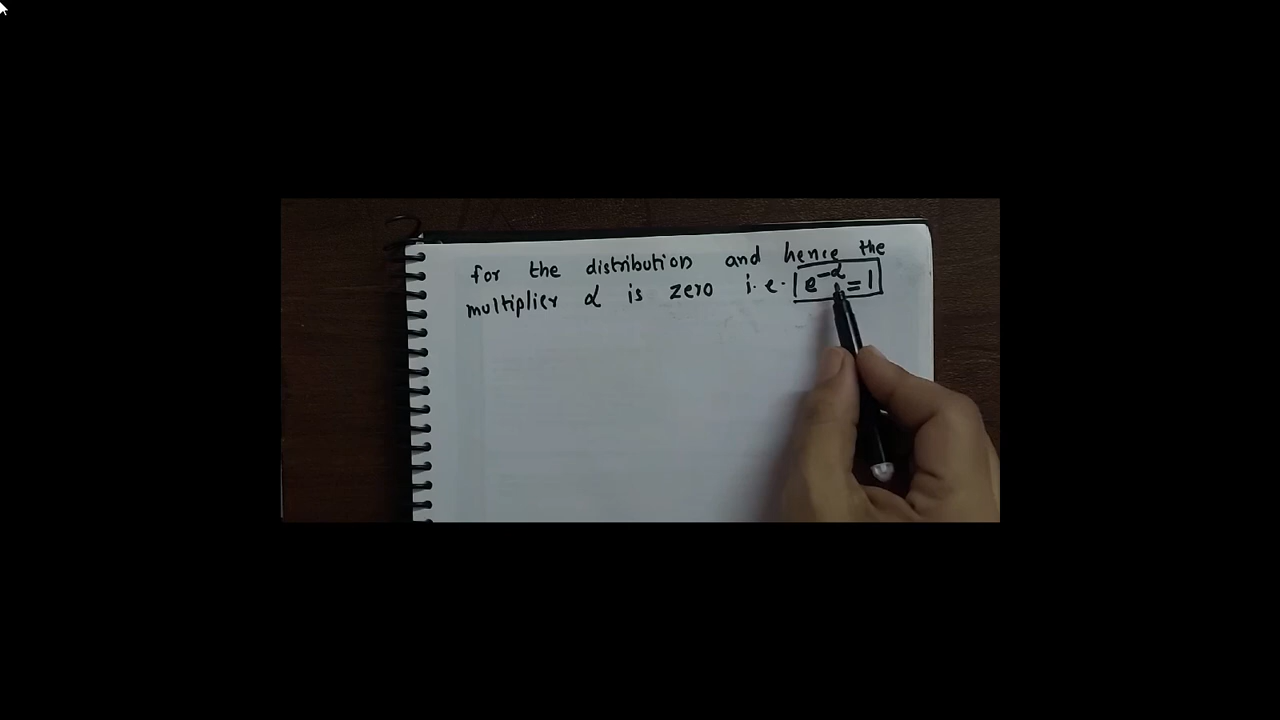 for the distribution and hence the
multiplier α is zero i.e. e^-α = 1